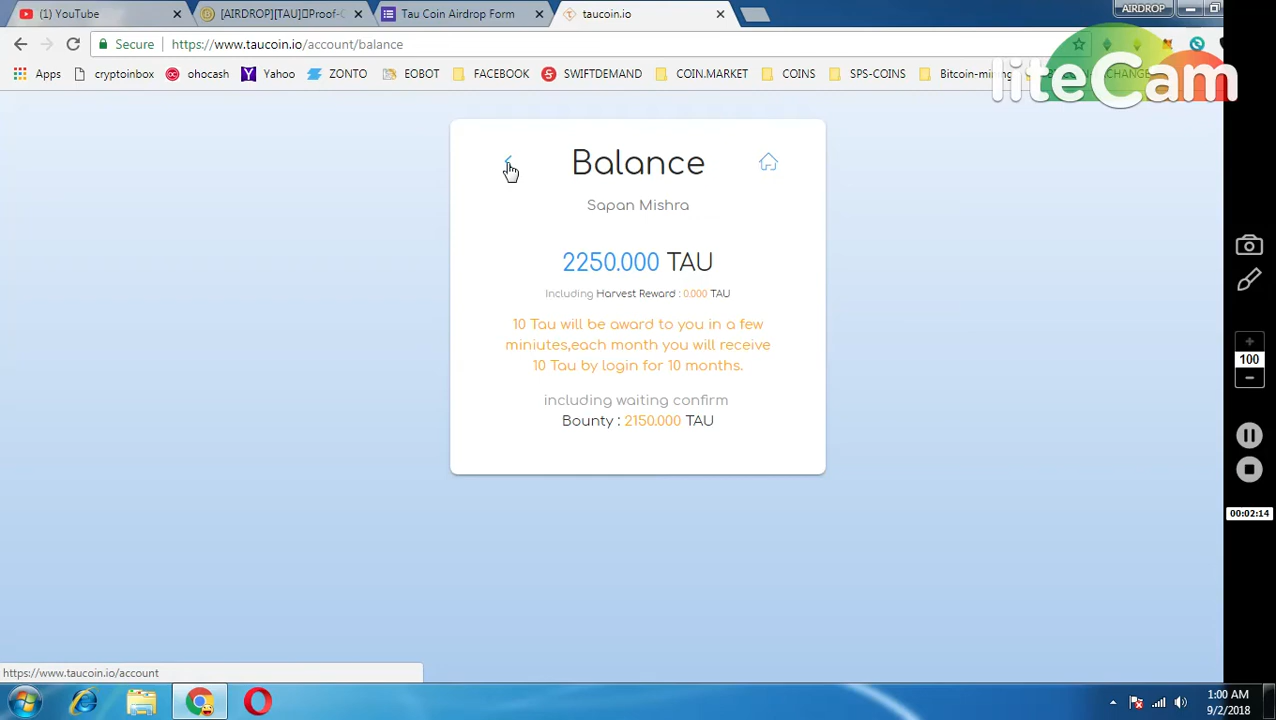 (1) YouTube
[AIRDROP][TAU]▯Proof-C
Tau Coin Airdrop Form
taucoin.io
AIRDROP
Secure
https://www.taucoin.io/account/balance
Apps
cryptoinbox
ohocash
Yahoo
ZONTO
EOBOT
FACEBOOK
SWIFTDEMAND
COIN.MARKET
COINS
SPS-COINS
Bitcoin-mining
liteCam
Balance
Sapan Mishra
2250.000 TAU
Including Harvest Reward : 0.000 TAU
10 Tau will be award to you in a few
miniutes,each month you will receive
10 Tau by login for 10 months.
including waiting confirm
Bounty : 2150.000 TAU
100
00:02:14
https://www.taucoin.io/account
1:00 AM
9/2/2018